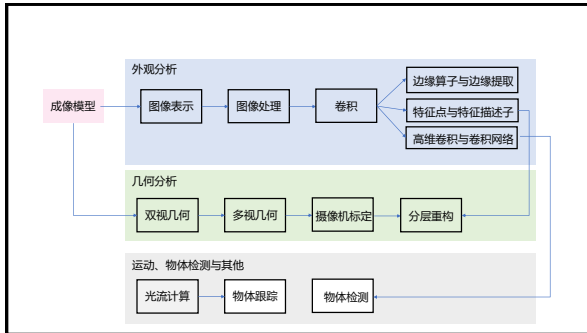 外观分析
成像模型
图像表示
图像处理
卷积
边缘算子与边缘提取
特征点与特征描述子
高维卷积与卷积网络
几何分析
双视几何
多视几何
摄像机标定
分层重构
运动、物体检测与其他
光流计算
物体跟踪
物体检测